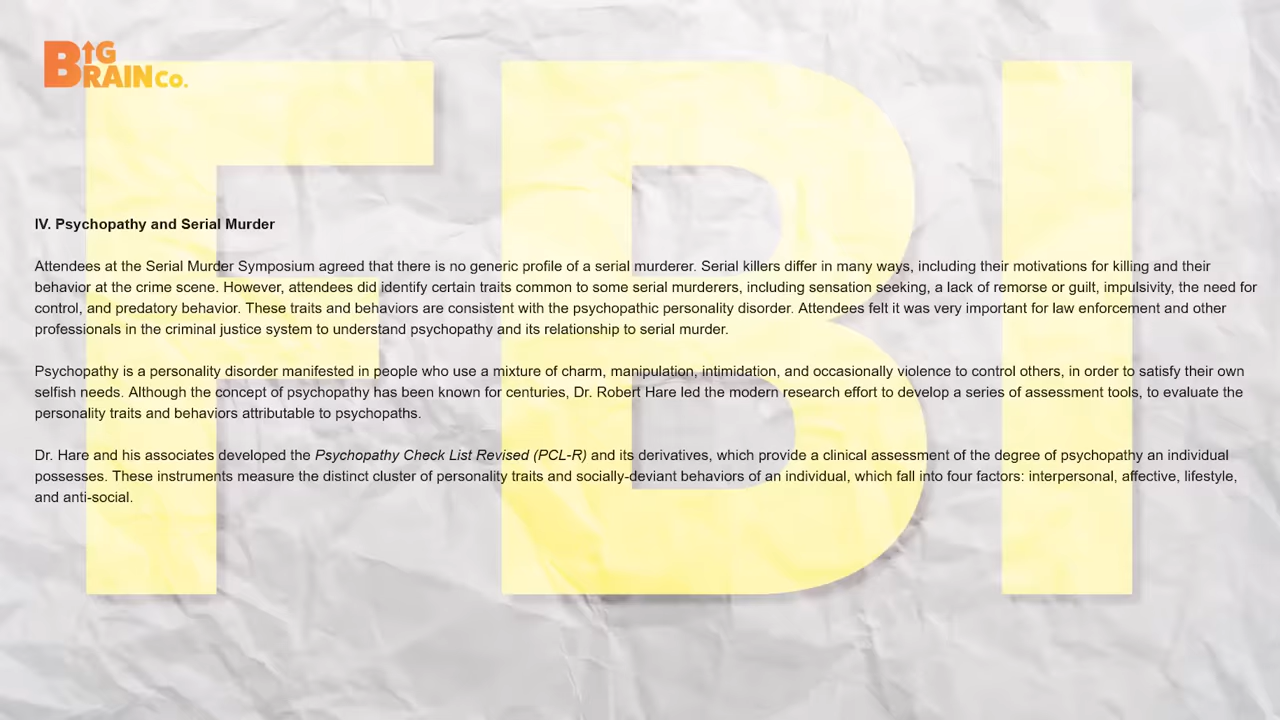 BIG
BRAIN CO.
FBI
IV. Psychopathy and Serial Murder
Attendees at the Serial Murder Symposium agreed that there is no generic profile of a serial murderer. Serial killers differ in many ways, including their motivations for killing and their
behavior at the crime scene. However, attendees did identify certain traits common to some serial murderers, including sensation seeking, a lack of remorse or guilt, impulsivity, the need for
control, and predatory behavior. These traits and behaviors are consistent with the psychopathic personality disorder. Attendees felt it was very important for law enforcement and other
professionals in the criminal justice system to understand psychopathy and its relationship to serial murder.
Psychopathy is a personality disorder manifested in people who use a mixture of charm, manipulation, intimidation, and occasionally violence to control others, in order to satisfy their own
selfish needs. Although the concept of psychopathy has been known for centuries, Dr. Robert Hare led the modern research effort to develop a series of assessment tools, to evaluate the
personality traits and behaviors attributable to psychopaths.
Dr. Hare and his associates developed the Psychopathy Check List Revised (PCL-R) and its derivatives, which provide a clinical assessment of the degree of psychopathy an individual
possesses. These instruments measure the distinct cluster of personality traits and socially-deviant behaviors of an individual, which fall into four factors: interpersonal, affective, lifestyle,
and anti-social.